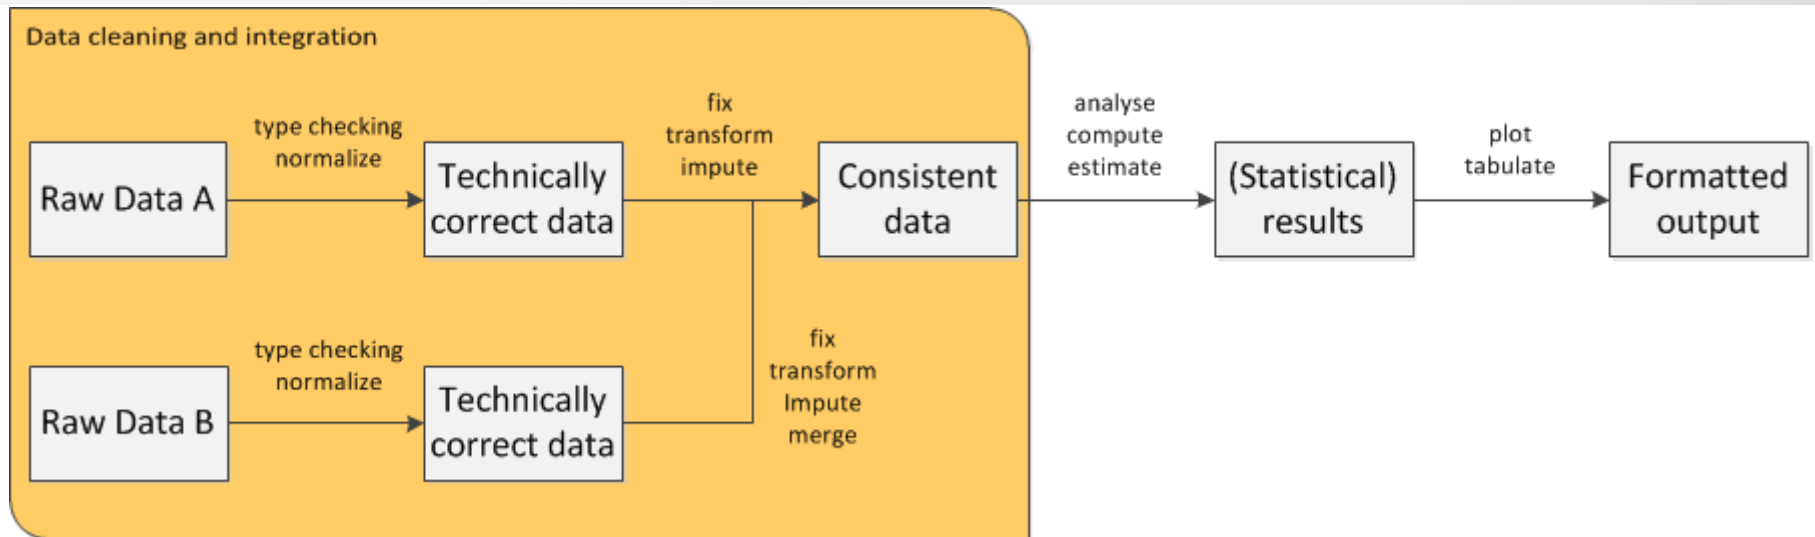 Data cleaning and integration
Raw Data A
type checking
normalize
Technically
correct data
fix
transform
impute
Consistent
data
analyse
compute
estimate
(Statistical)
results
plot
tabulate
Formatted
output
Raw Data B
type checking
normalize
Technically
correct data
fix
transform
Impute
merge